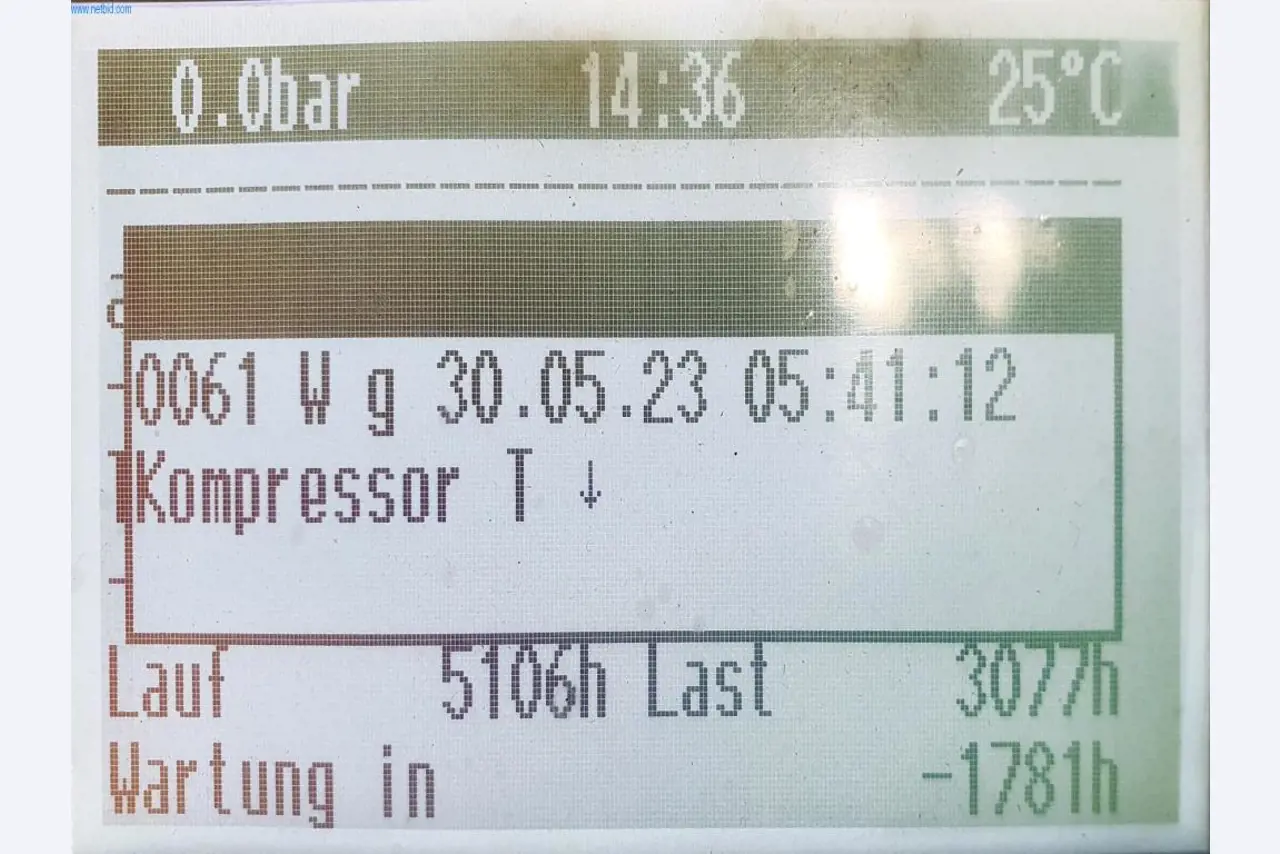 www.netbid.com
0.0bar 14:36 25°C
0061 W g 30.05.23 05:41:12
Kompressor T ↓
Lauf 5106h Last 3077h
Wartung in -1781h